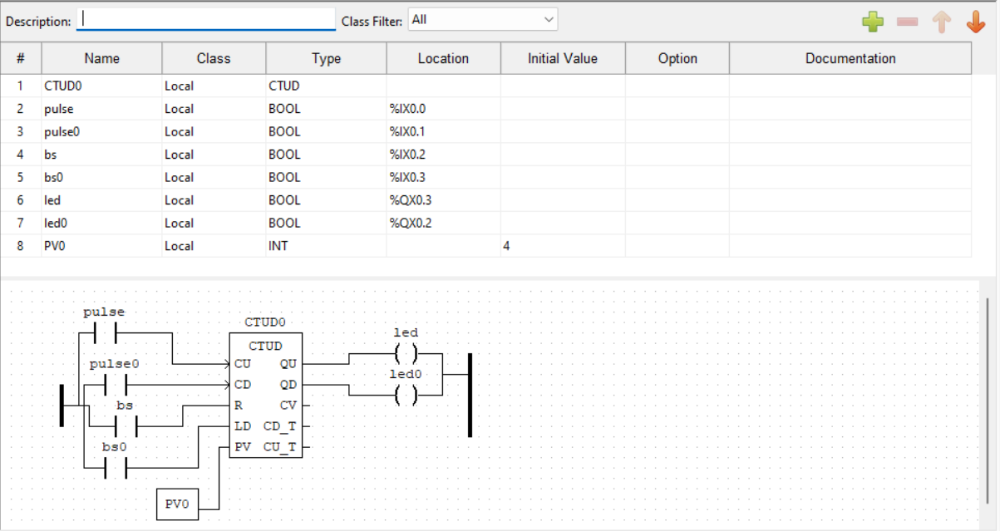 Description: Class Filter: All
# Name Class Type Location Initial Value Option Documentation
1 CTUD0 Local CTUD
2 pulse Local BOOL %IX0.0
3 pulse0 Local BOOL %IX0.1
4 bs Local BOOL %IX0.2
5 bs0 Local BOOL %IX0.3
6 led Local BOOL %QX0.3
7 led0 Local BOOL %QX0.2
8 PV0 Local INT 4
pulse
CTUD0
led
CTUD
pulse0
CU QU
led0
CD QD
bs
R CV
LD CD_T
bs0
PV CU_T
PV0